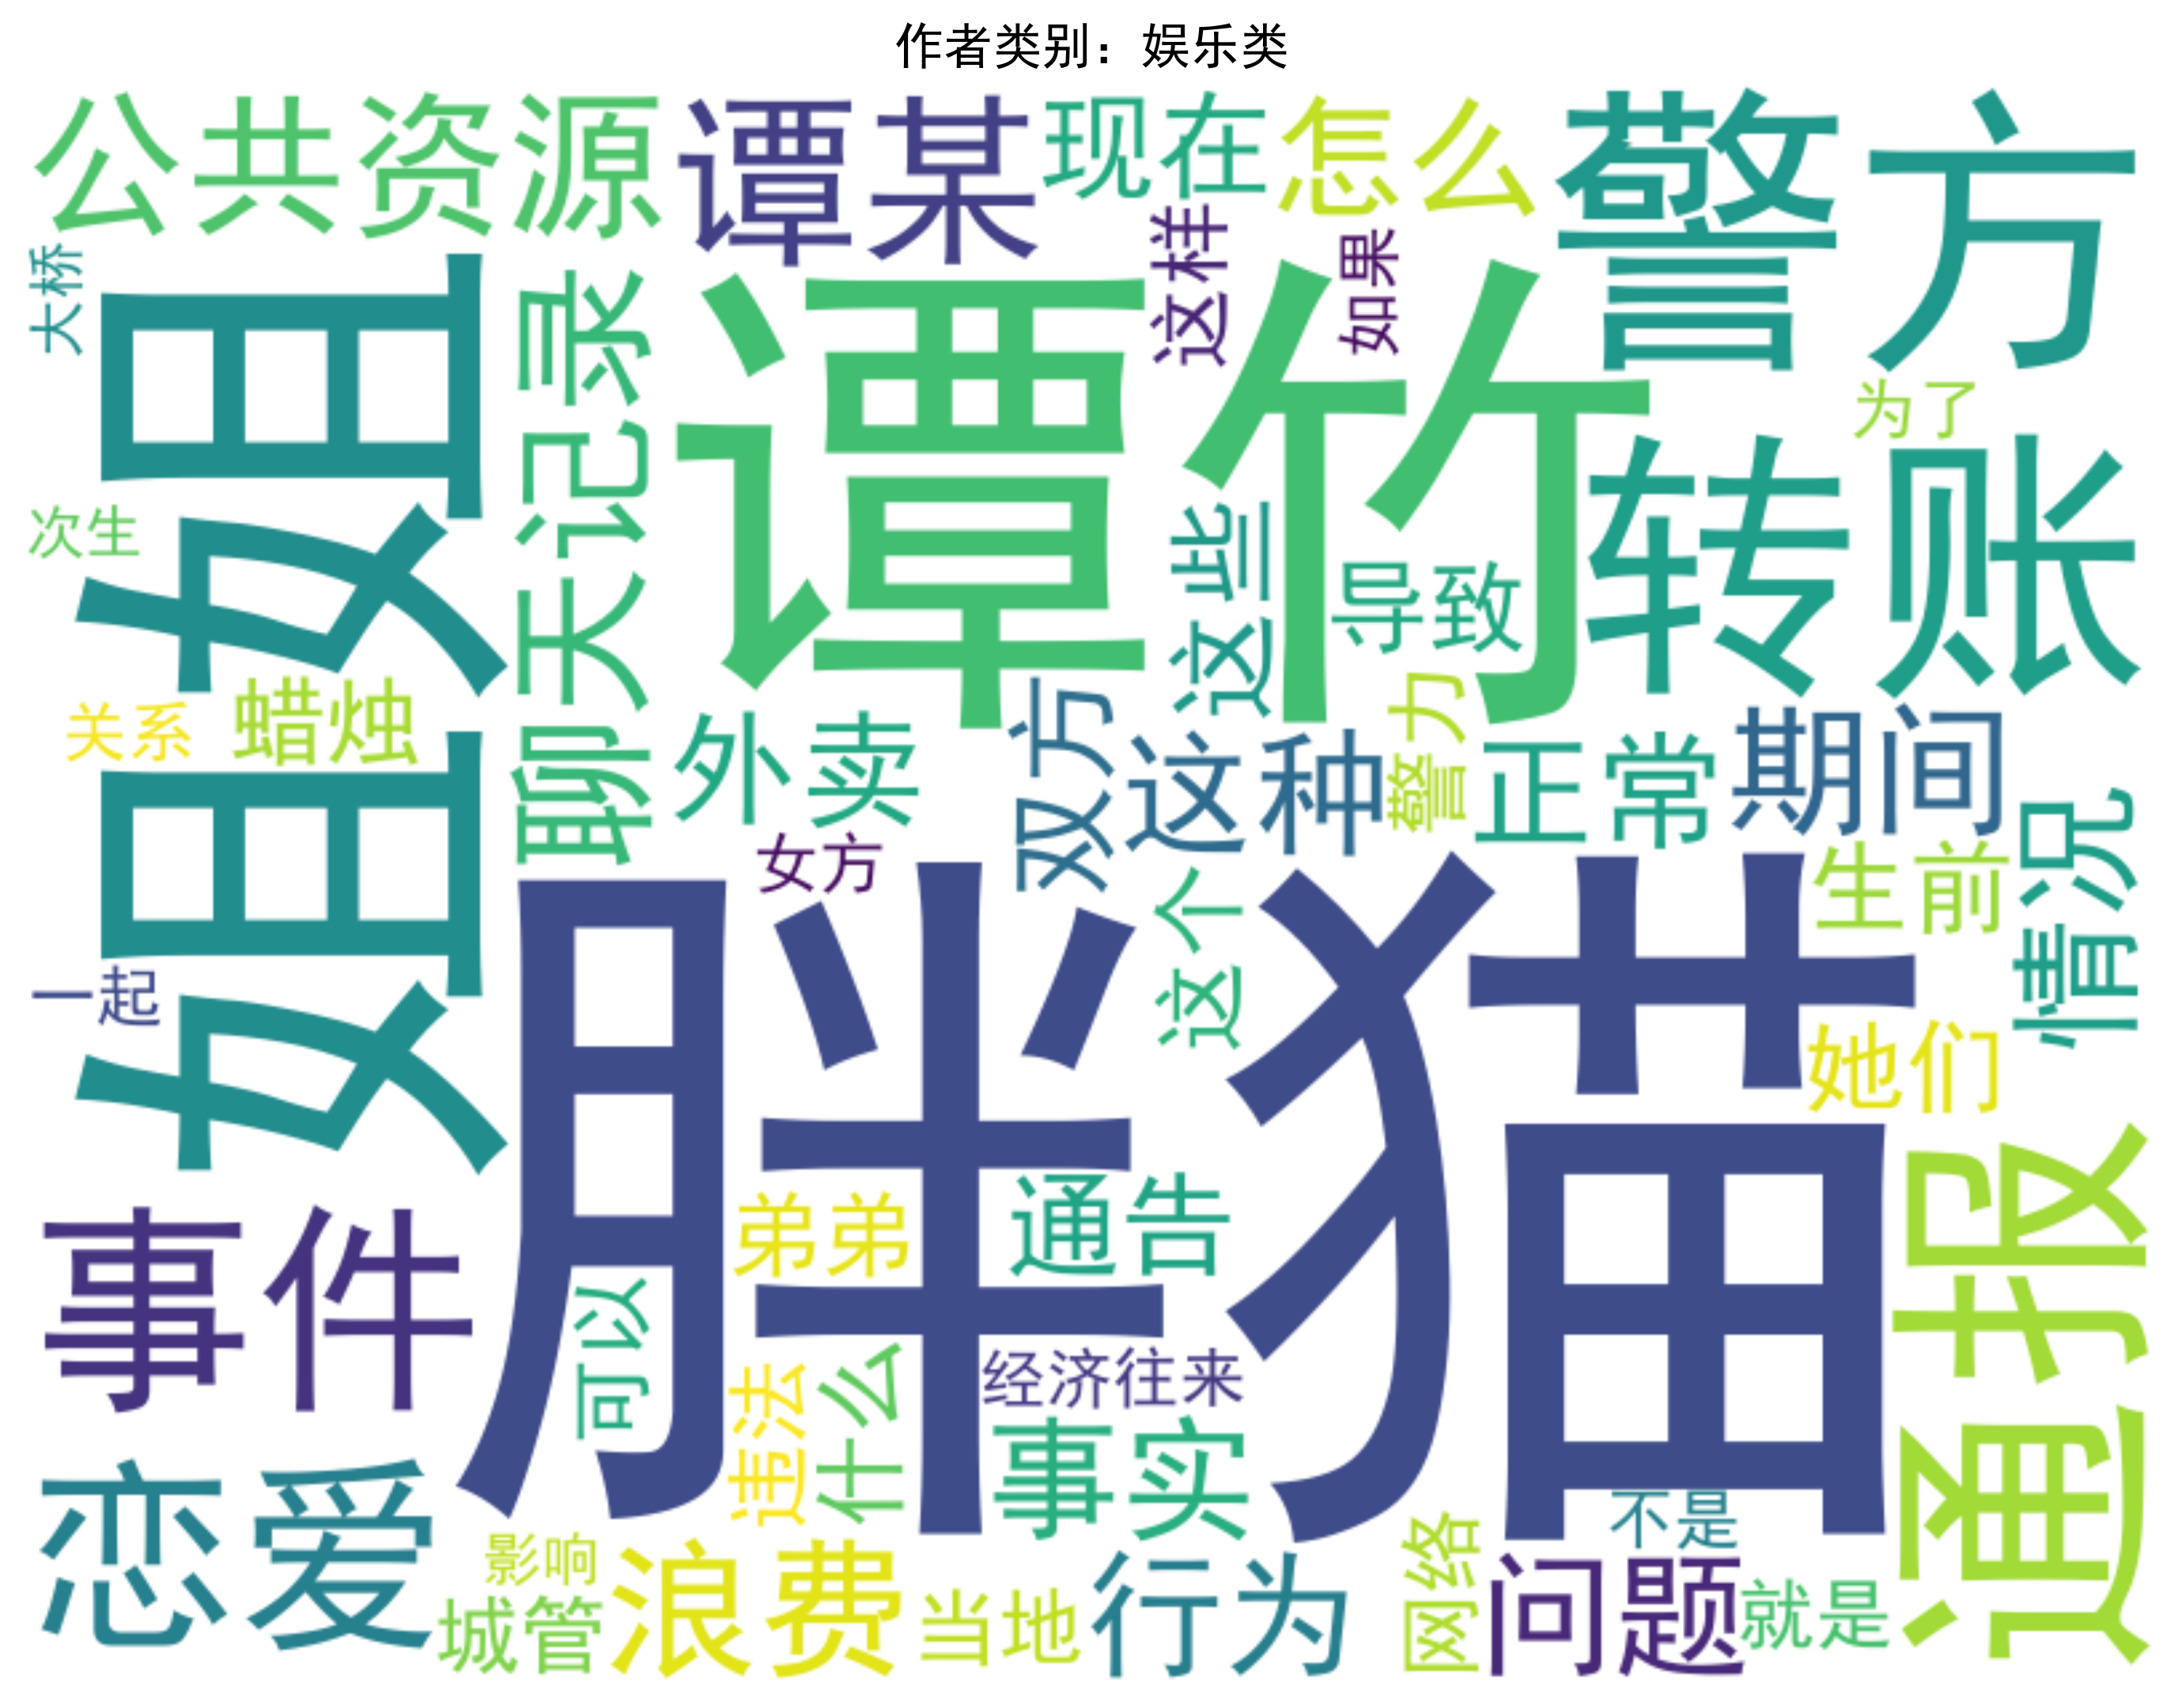 作者类别：娱乐类
公共资源
谭某
现在
怎么
警方
这样
如果
大桥
姐姐
聊天记录
谭竹
为了
转账
次生
这些
导致
关系
蜡烛
外卖
双方
这种
警力
正常
期间
情况
女方
生前
这个
胖猫
一起
她们
通报
事件
弟弟
通告
可以
违法
什么
经济往来
事实
恋爱
不是
影响
城管
浪费
当地
行为
网络
问题
就是